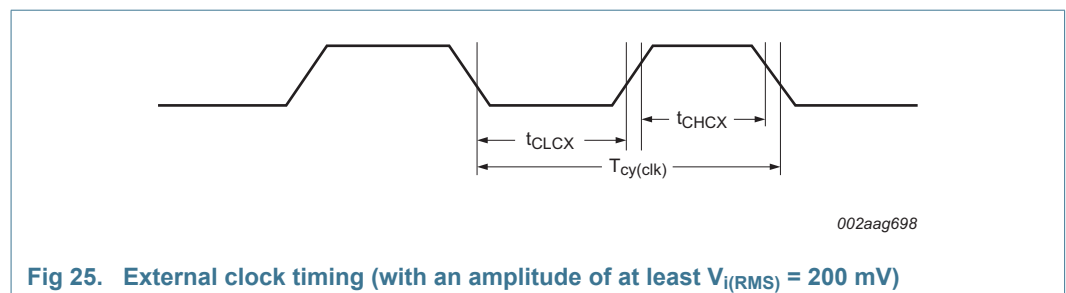 tCHCX
tCLCX
Tcy(clk)
002aag698
Fig 25. External clock timing (with an amplitude of at least Vi(RMS) = 200 mV)